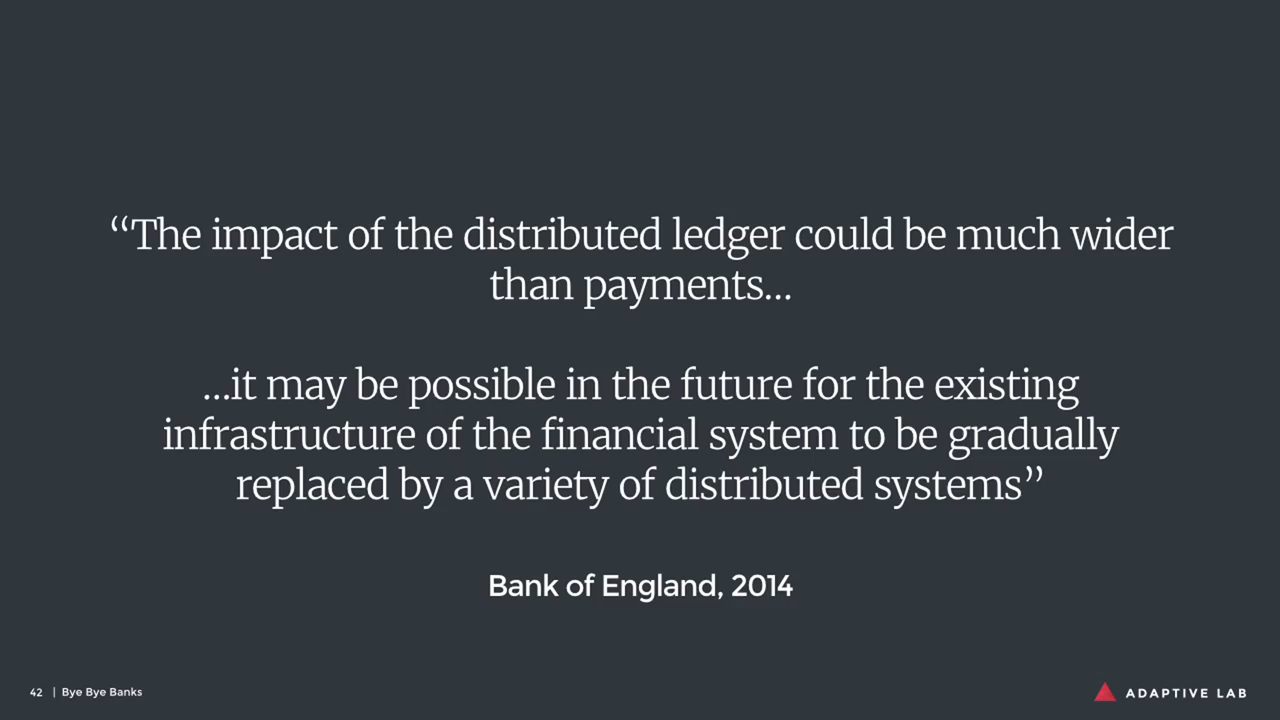 “The impact of the distributed ledger could be much wider
than payments...
...it may be possible in the future for the existing
infrastructure of the financial system to be gradually
replaced by a variety of distributed systems”
Bank of England, 2014
42 | Bye Bye Banks
ADAPTIVE LAB